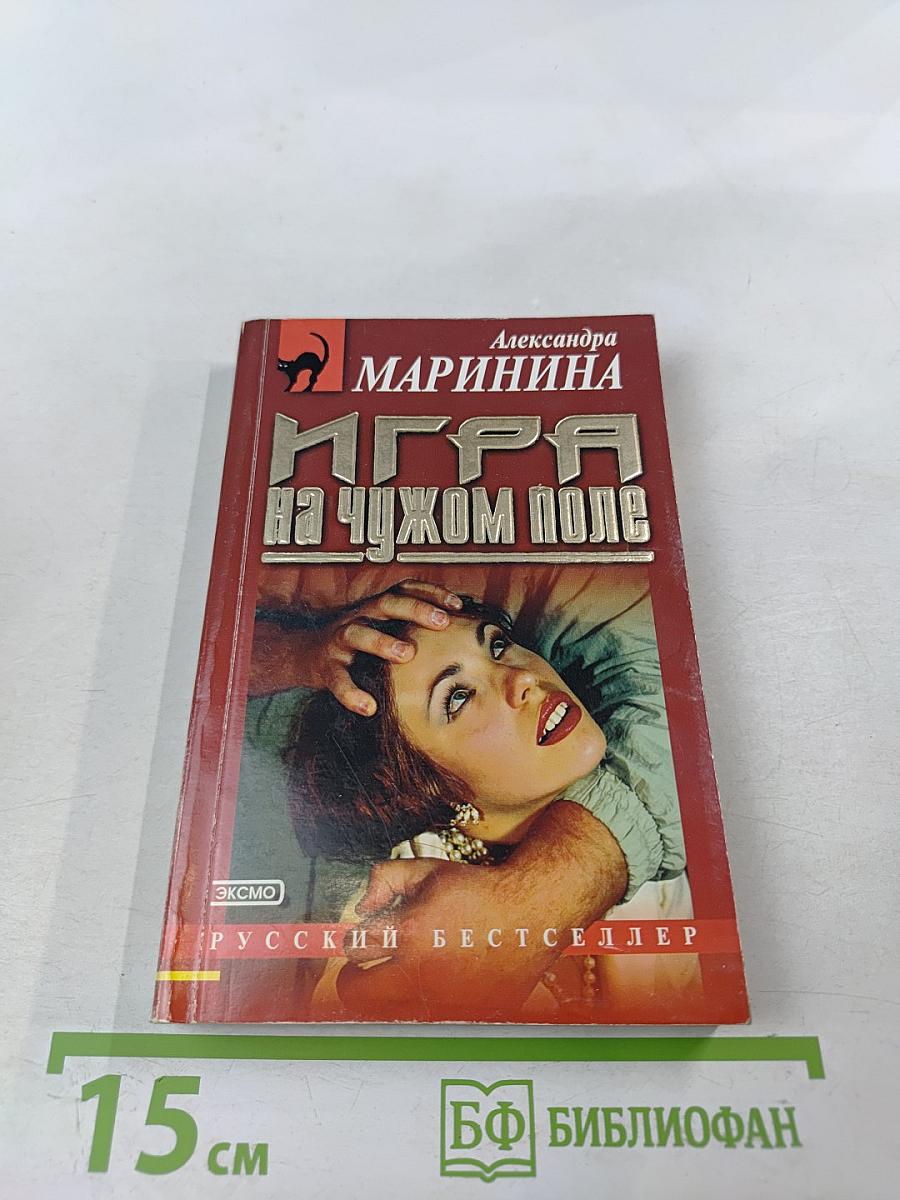 Александра
МАРИНИНА
ИГРА
на чужом поле
ЭКСМО
РУССКИЙ БЕСТСЕЛЛЕР
15 см
БФ БИБЛИОФАН